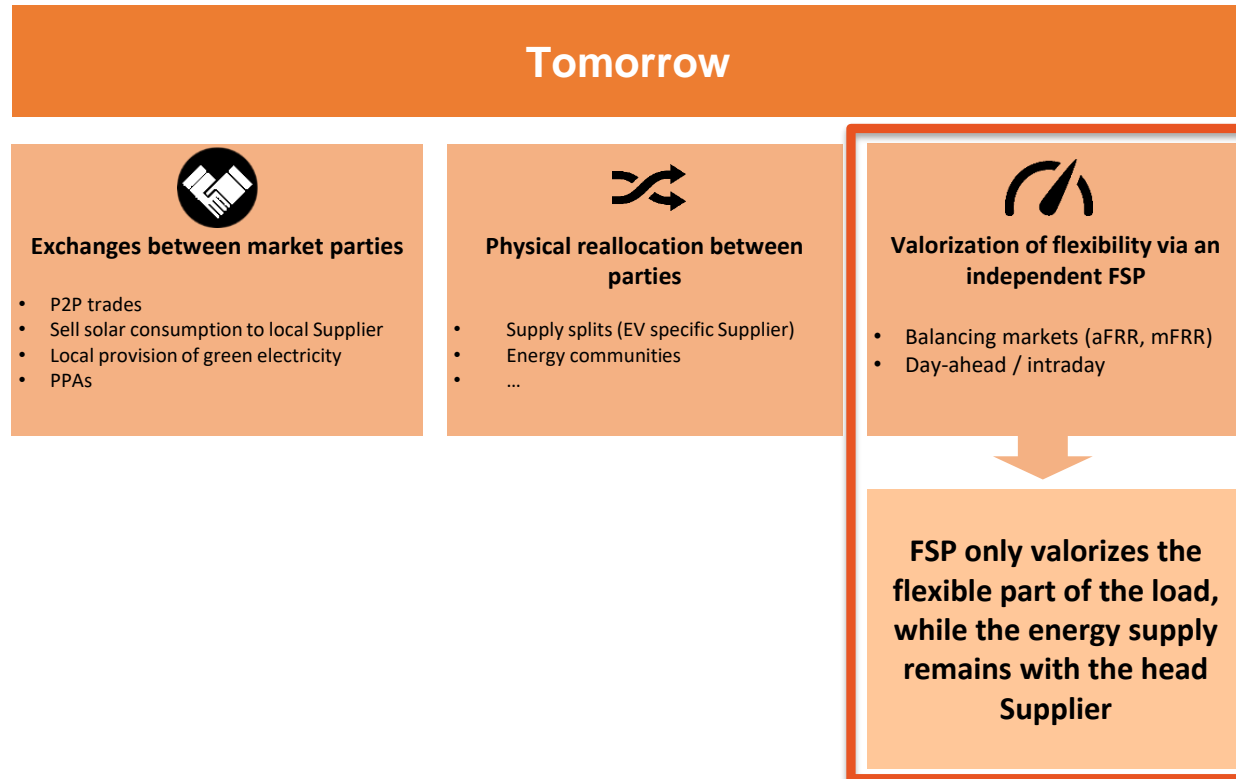 Tomorrow
Exchanges between market parties
• P2P trades
• Sell solar consumption to local Supplier
• Local provision of green electricity
• PPAs
Physical reallocation between
parties
• Supply splits (EV specific Supplier)
• Energy communities
• …
Valorization of flexibility via an
independent FSP
• Balancing markets (aFRR, mFRR)
• Day-ahead / intraday
FSP only valorizes the
flexible part of the load,
while the energy supply
remains with the head
Supplier